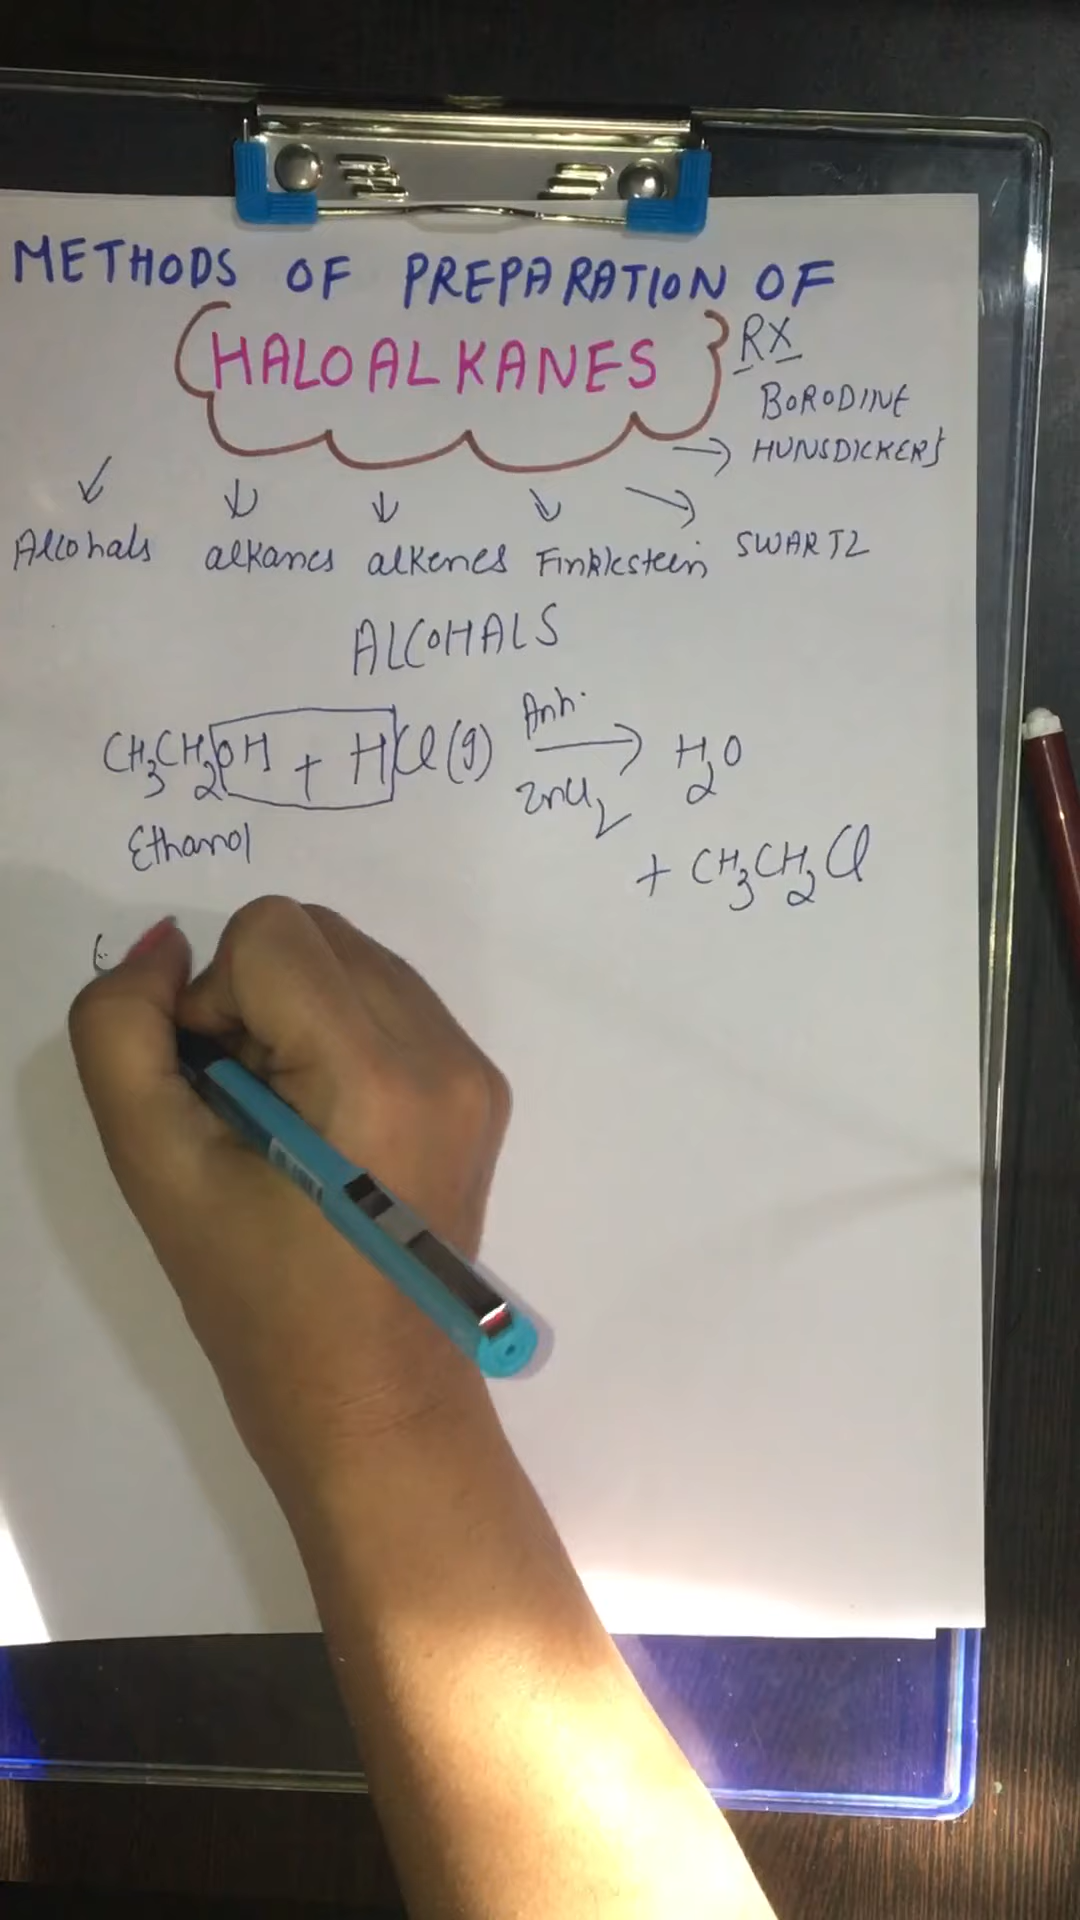 METHODS OF PREPARATION OF
HALOALKANES
RX
BORODINE
→ HUNSDICKERS
↙ ↓ ↓ ↘ ↘
Alcohals alkanes alkenes Finklestein SWARTZ
ALCOHALS
CH₃CH₂OH + HCl(g) Anh. → ZnCl₂ H₂O
Ethanol
+ CH₃CH₂Cl